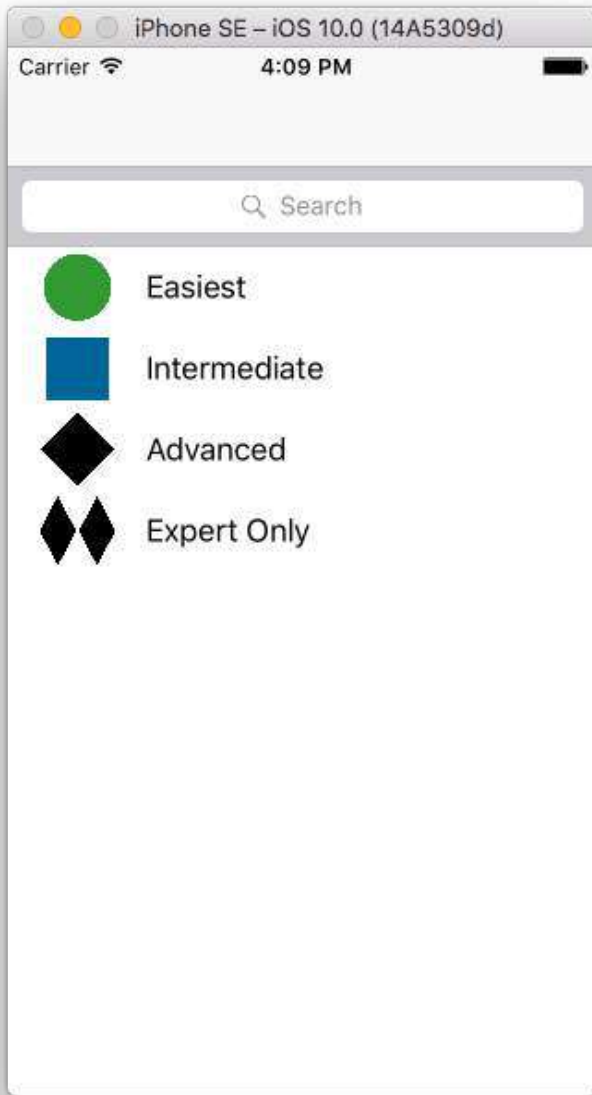 iPhone SE – iOS 10.0 (14A5309d)
Carrier 4:09 PM
Search
Easiest
Intermediate
Advanced
Expert Only